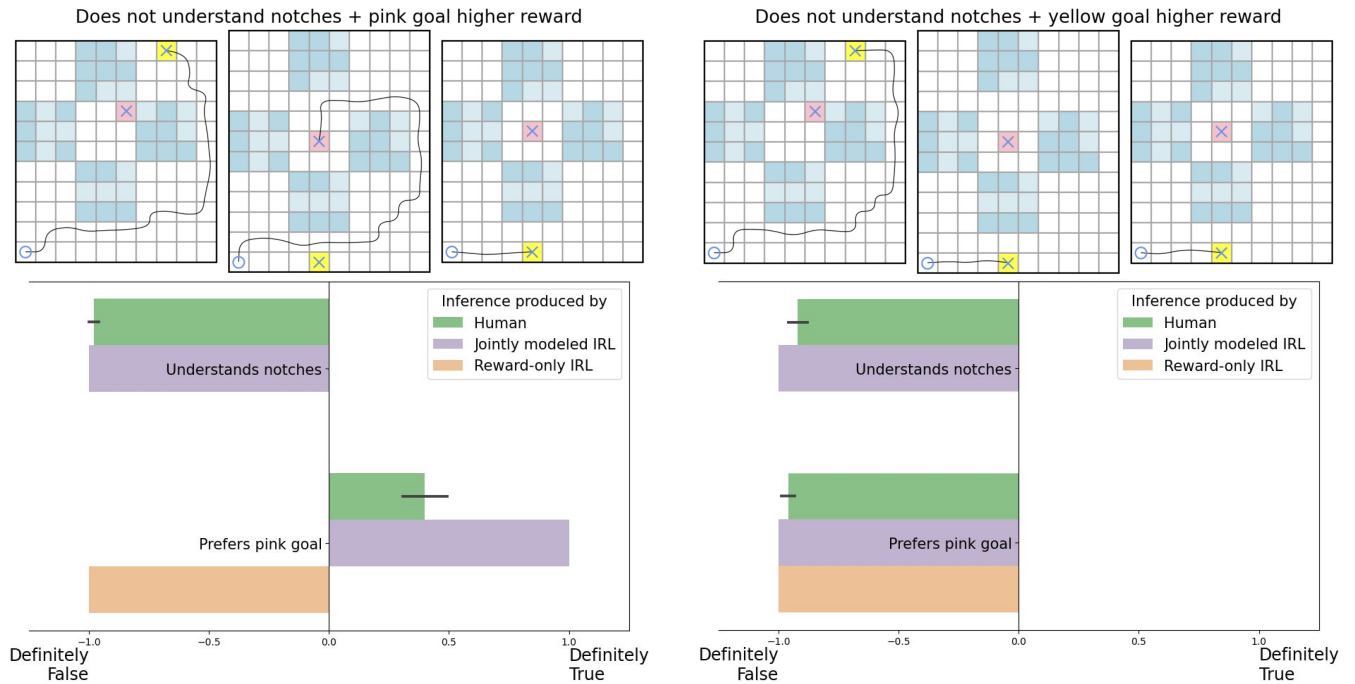 Does not understand notches + pink goal higher reward
Inference produced by
Human
Jointly modeled IRL
Reward-only IRL
Understands notches
Prefers pink goal
−1.0 −0.5 0.0 0.5 1.0
Definitely False
Definitely True
Does not understand notches + yellow goal higher reward
Inference produced by
Human
Jointly modeled IRL
Reward-only IRL
Understands notches
Prefers pink goal
−1.0 −0.5 0.0 0.5 1.0
Definitely False
Definitely True